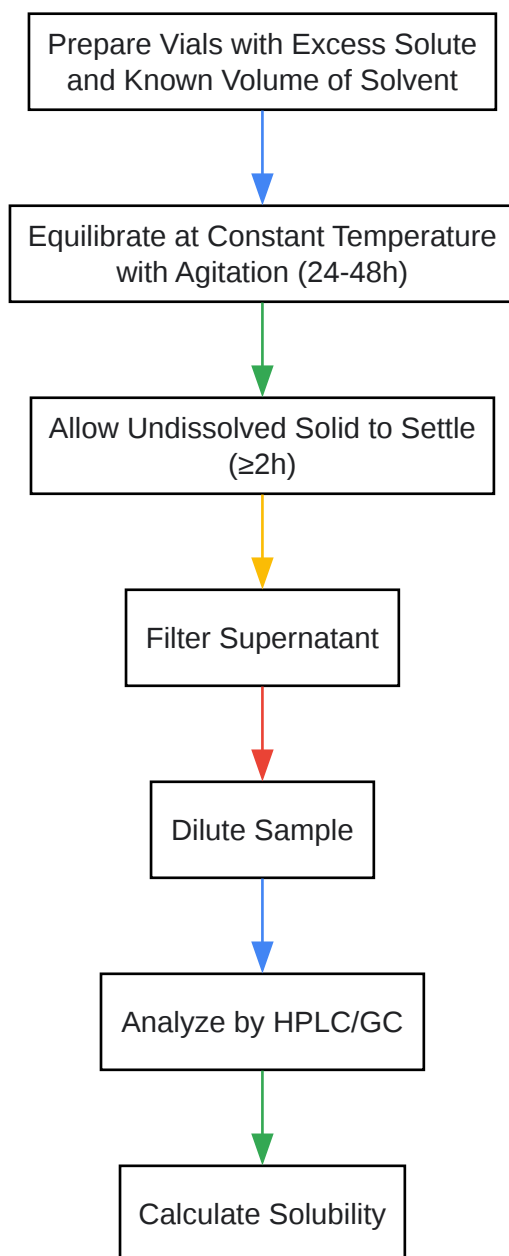 Prepare Vials with Excess Solute
and Known Volume of Solvent
Equilibrate at Constant Temperature
with Agitation (24-48h)
Allow Undissolved Solid to Settle
(≥2h)
Filter Supernatant
Dilute Sample
Analyze by HPLC/GC
Calculate Solubility